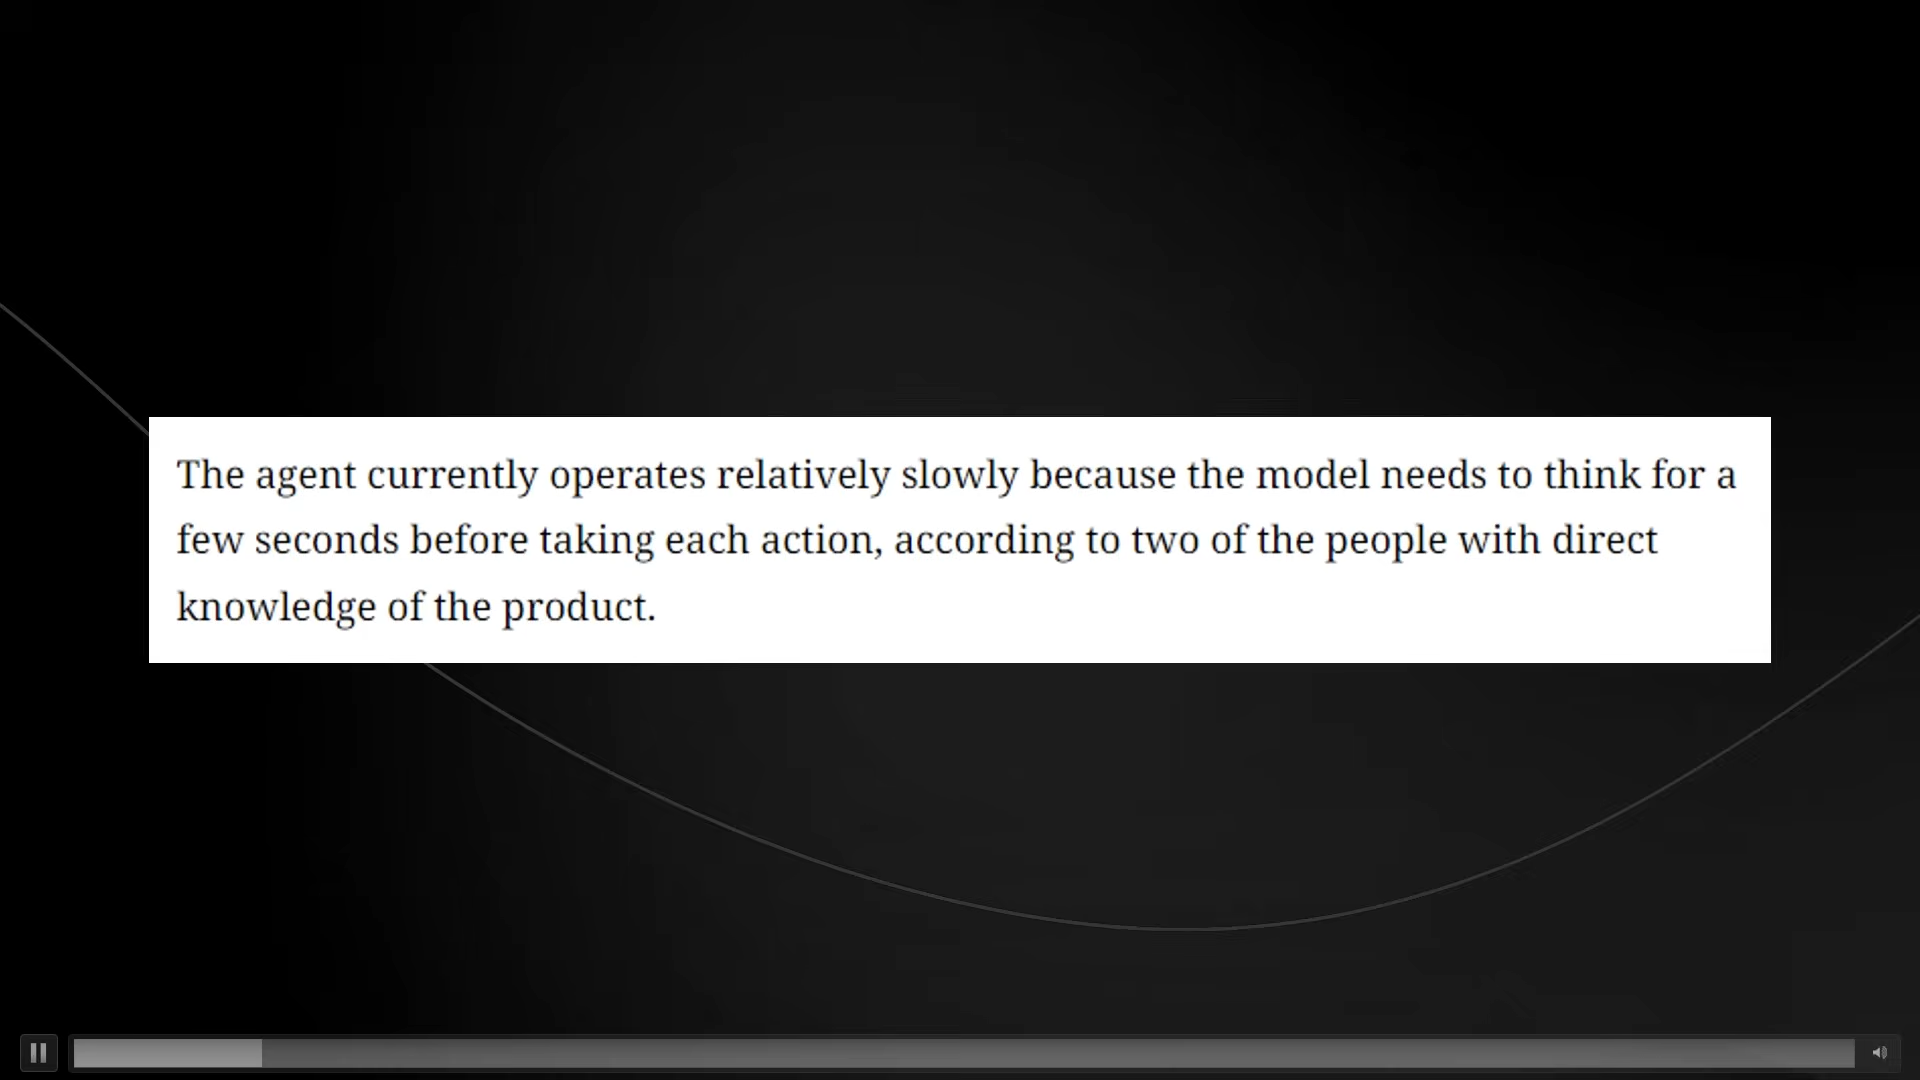 The agent currently operates relatively slowly because the model needs to think for a
few seconds before taking each action, according to two of the people with direct
knowledge of the product.